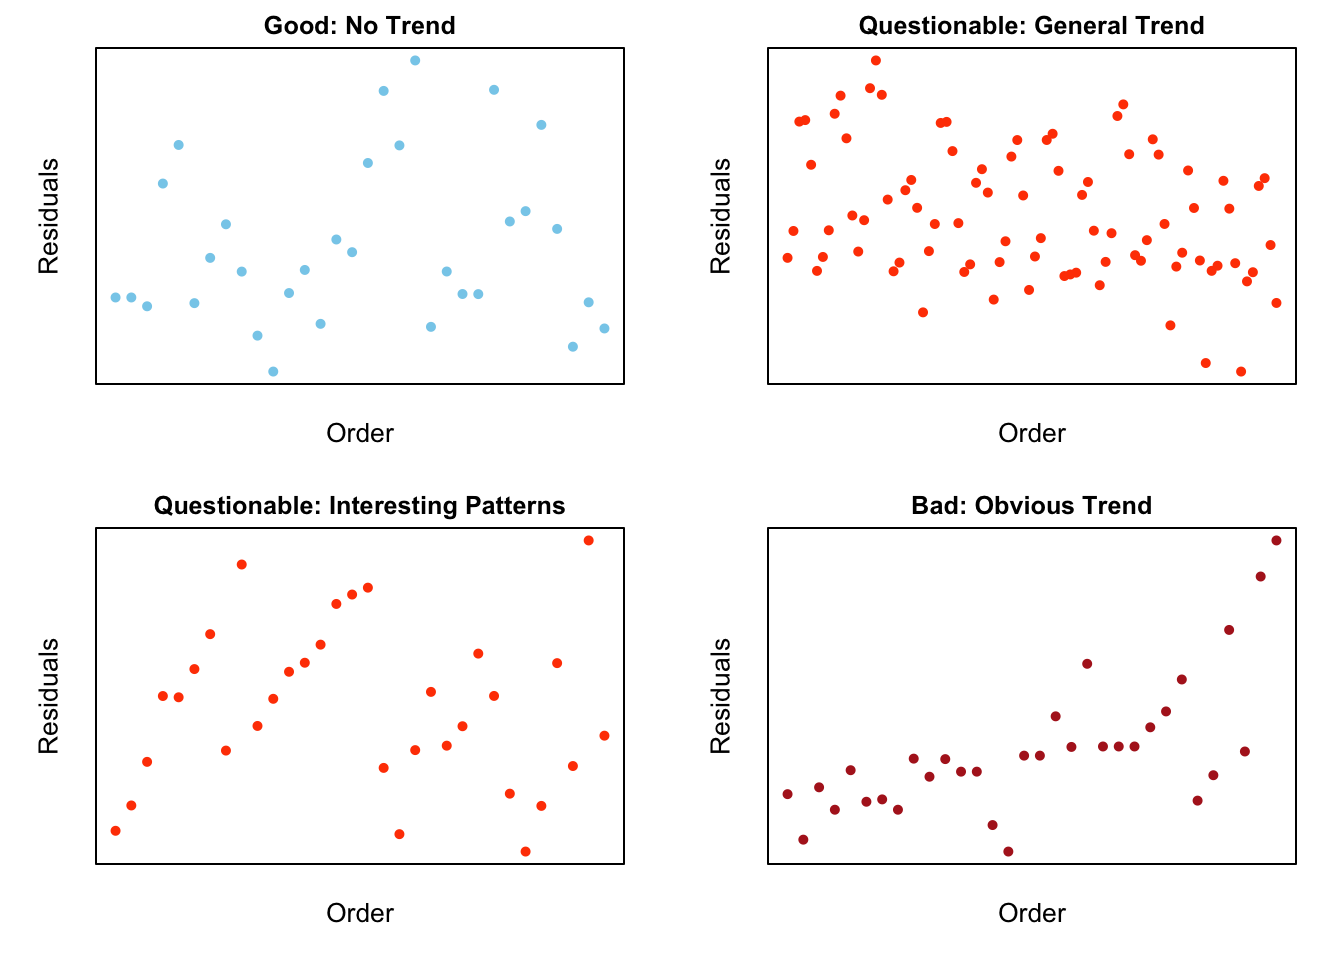 Good: No Trend
Residuals
Order
Questionable: General Trend
Residuals
Order
Questionable: Interesting Patterns
Residuals
Order
Bad: Obvious Trend
Residuals
Order